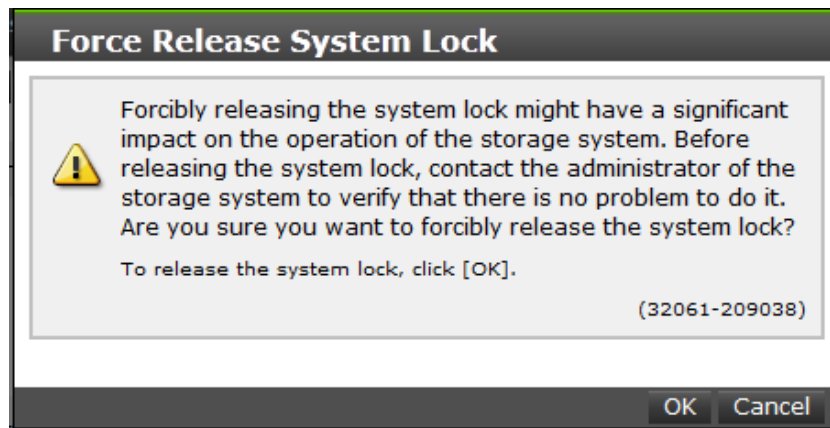 Force Release System Lock
Forcibly releasing the system lock might have a significant
impact on the operation of the storage system. Before
releasing the system lock, contact the administrator of the
storage system to verify that there is no problem to do it.
Are you sure you want to forcibly release the system lock?
To release the system lock, click [OK].
(32061-209038)
OK Cancel